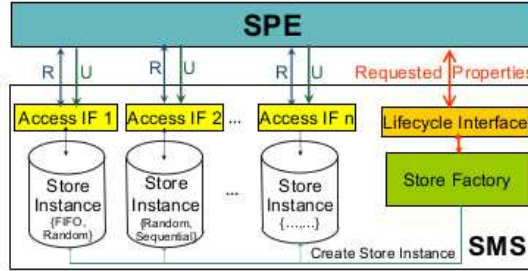 SPE
R U R U R U Requested Properties
Access IF 1 Access IF 2 ... Access IF n Lifecycle Interface
Store
Instance
{FIFO,
Random}
Store
Instance
{Random,
Sequential}
...
Store
Instance
{...,...}
Store Factory
Create Store Instance
SMS